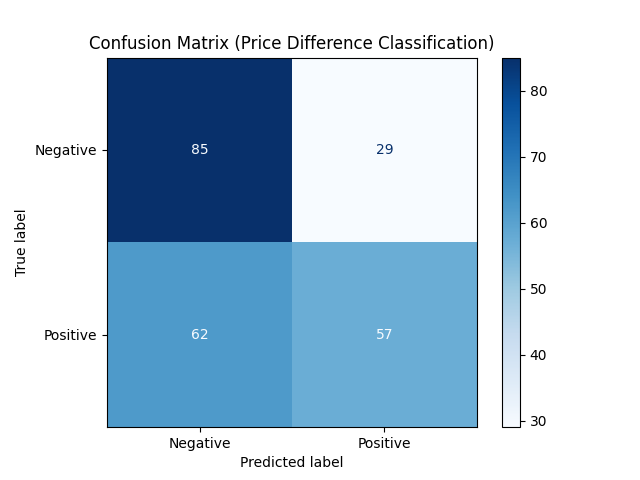 Confusion Matrix (Price Difference Classification)
True label
Negative
Positive
85
29
62
57
Negative
Positive
Predicted label
80
70
60
50
40
30